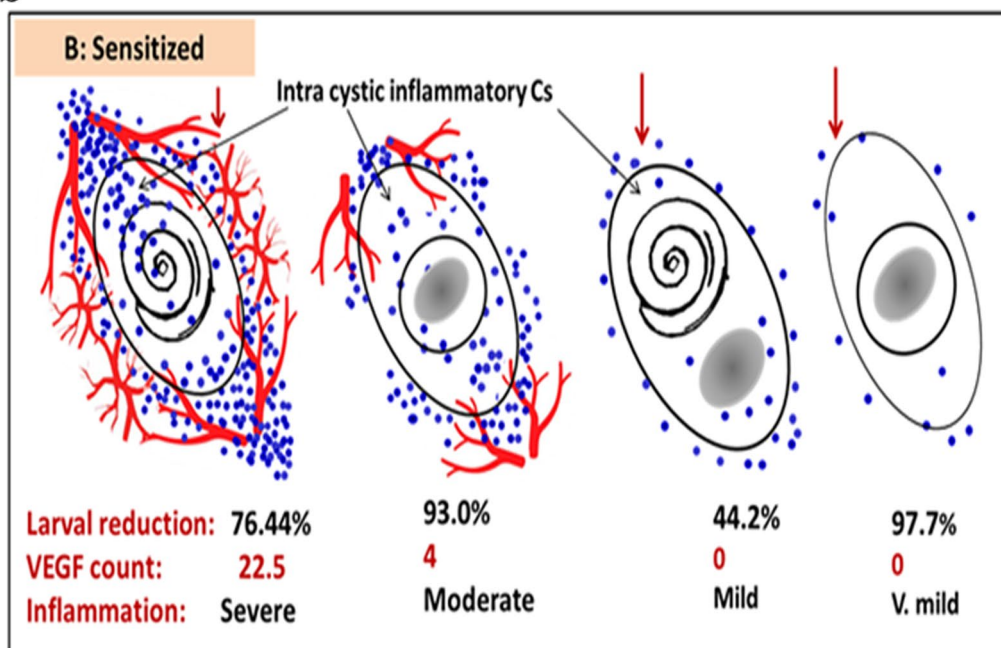 B: Sensitized
Intra cystic inflammatory Cs
Larval reduction: 76.44% 93.0% 44.2% 97.7%
VEGF count: 22.5 4 0 0
Inflammation: Severe Moderate Mild V. mild